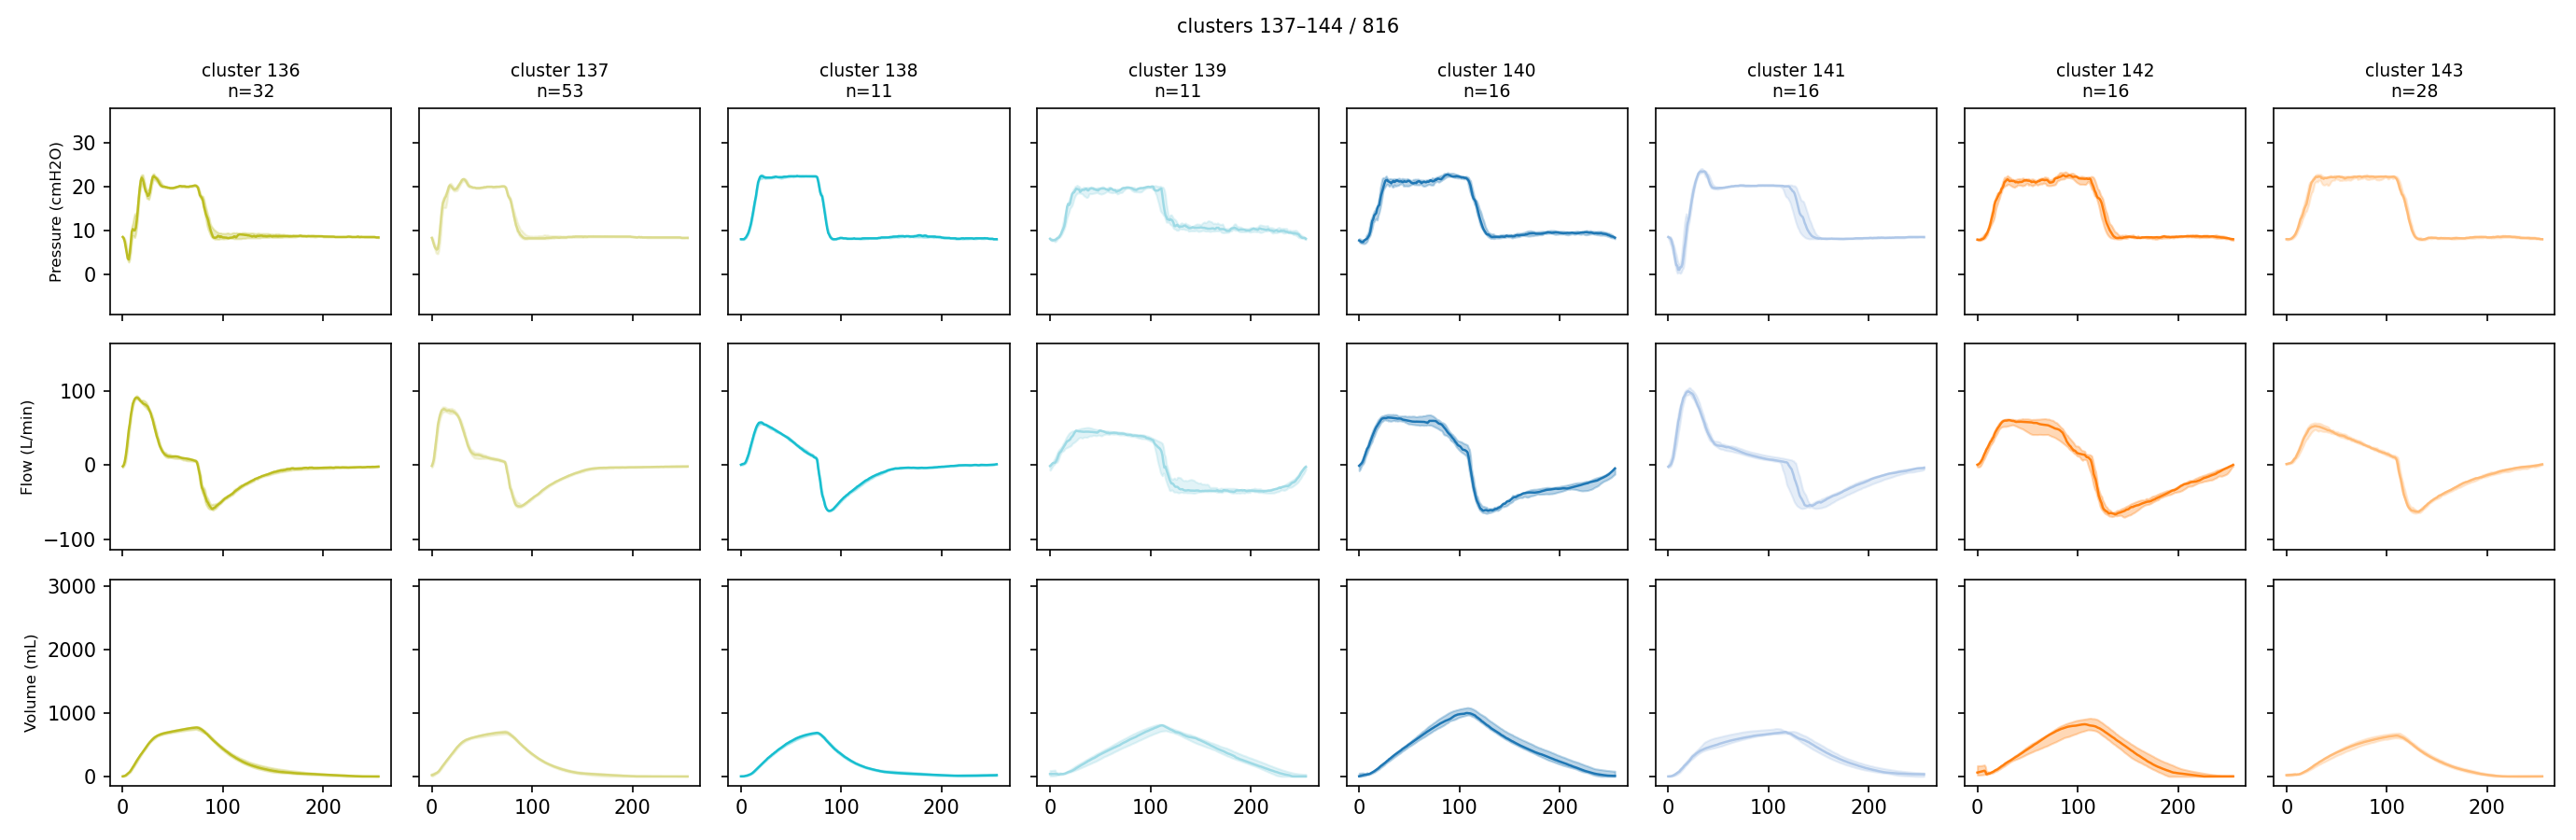 clusters 137–144 / 816
cluster 136
n=32
cluster 137
n=53
cluster 138
n=11
cluster 139
n=11
cluster 140
n=16
cluster 141
n=16
cluster 142
n=16
cluster 143
n=28
Pressure (cmH2O)
30
20
10
0
Flow (L/min)
100
0
−100
Volume (mL)
3000
2000
1000
0
0 100 200
0 100 200
0 100 200
0 100 200
0 100 200
0 100 200
0 100 200
0 100 200